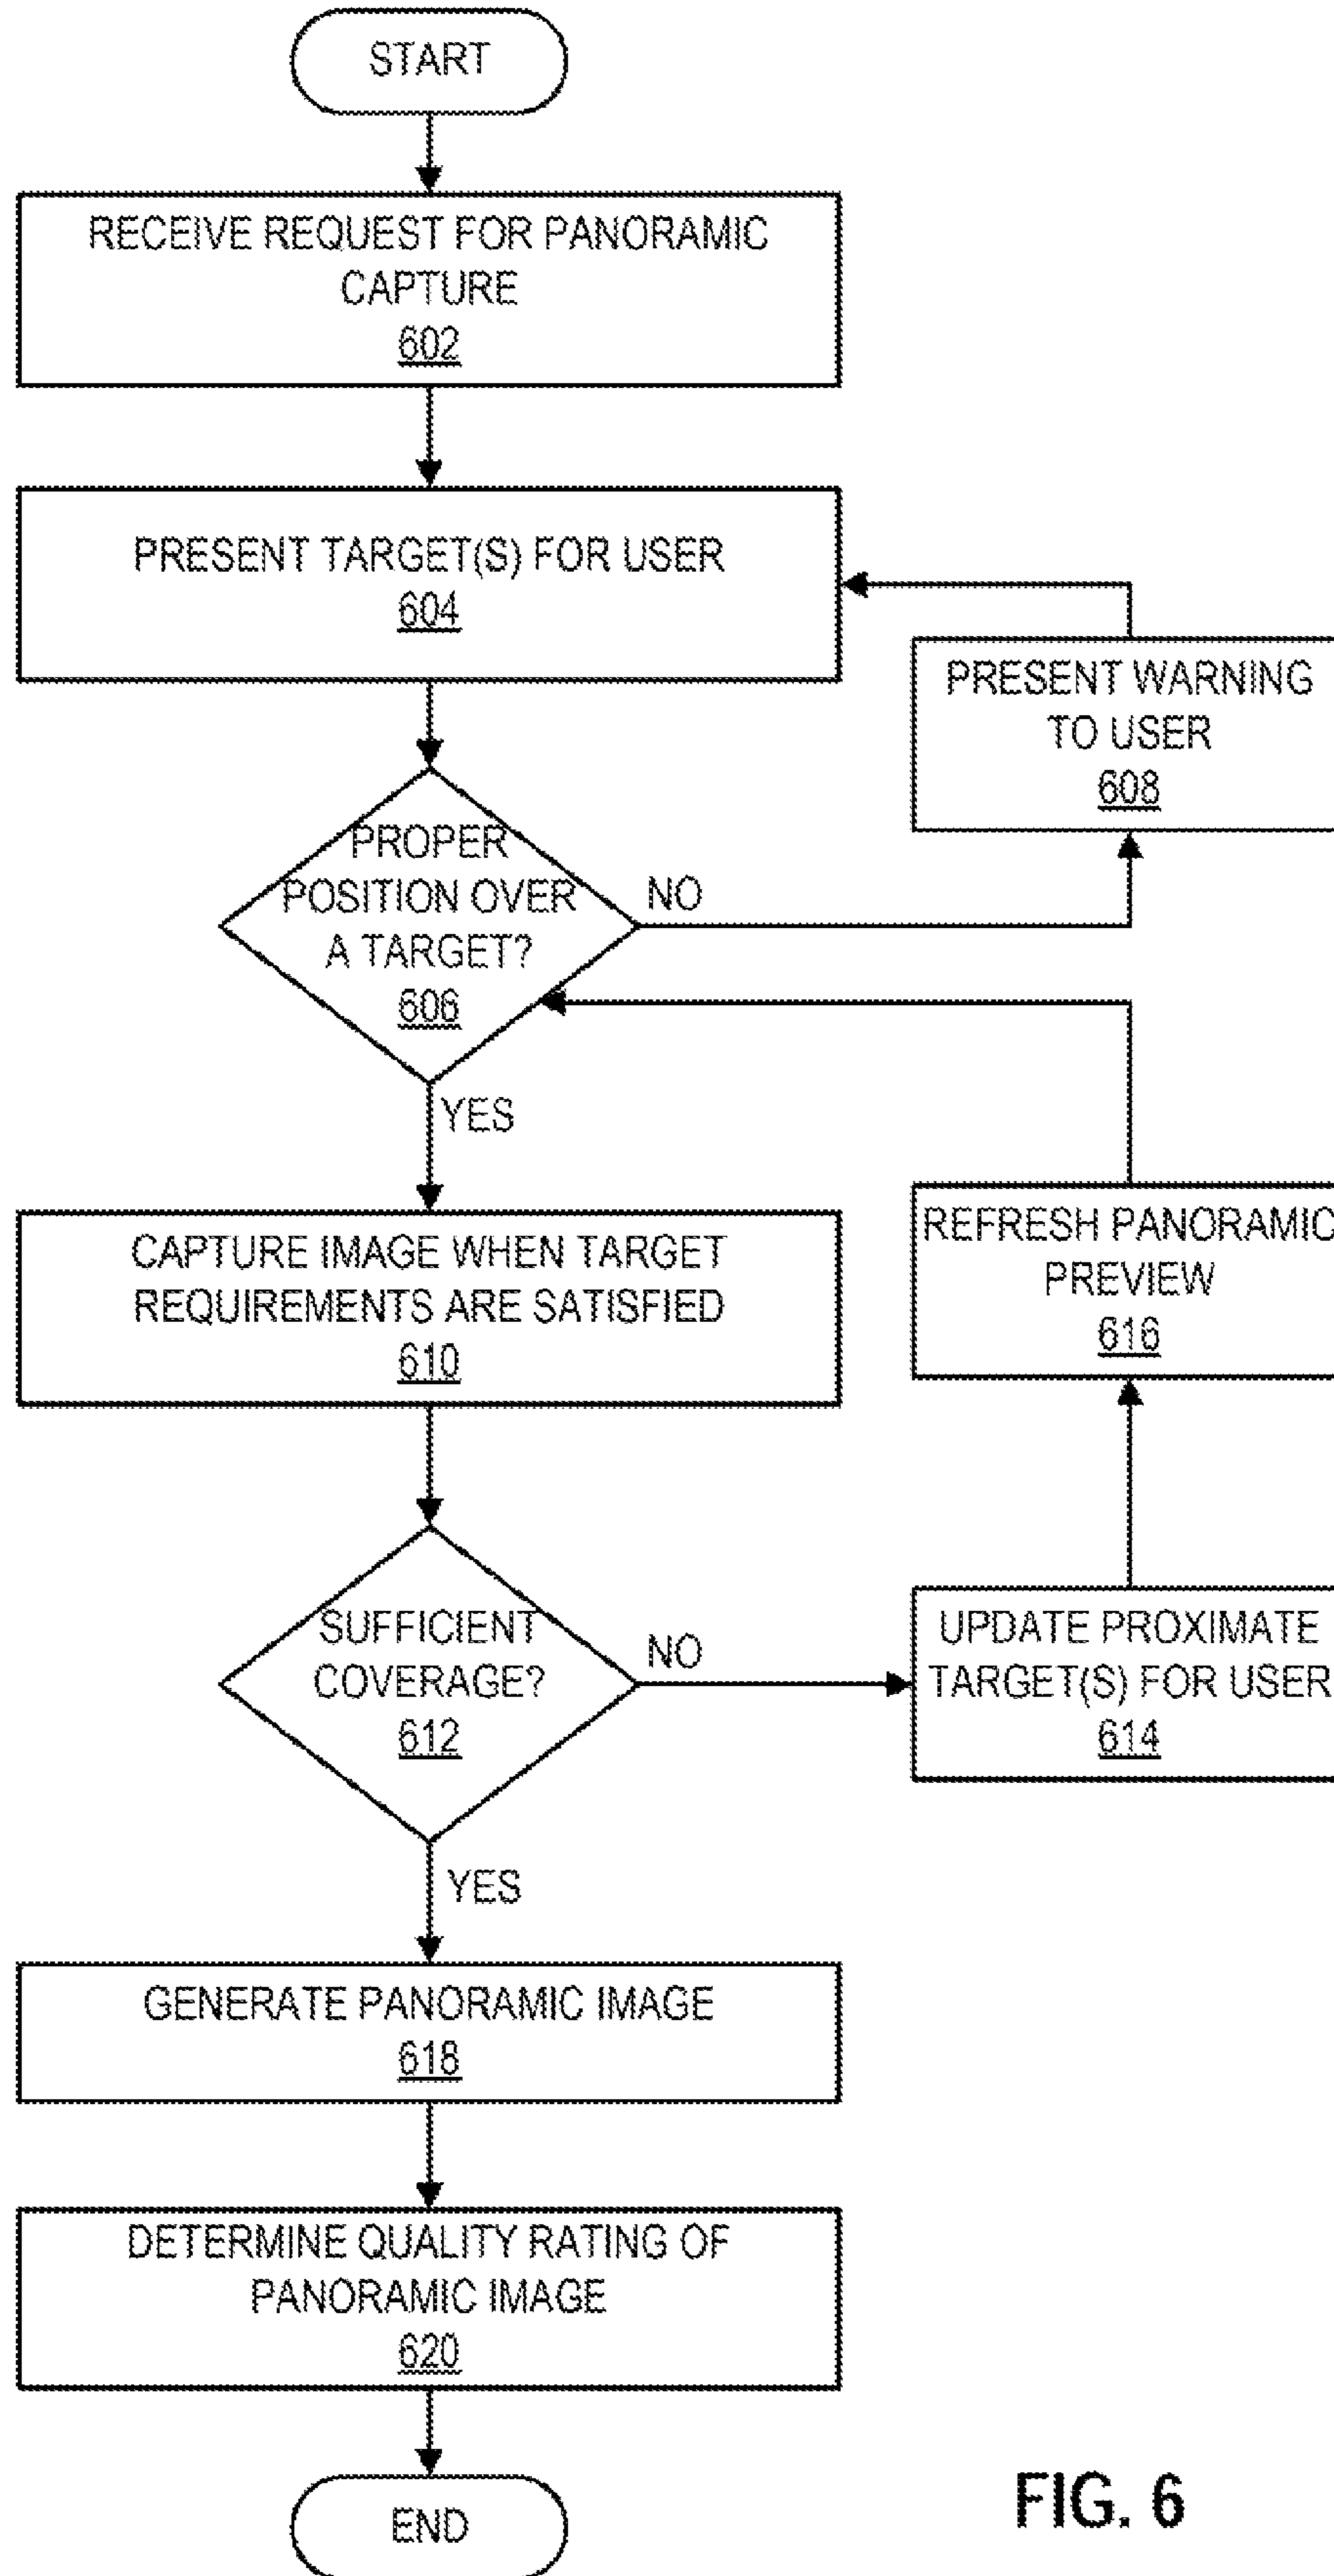 START
RECEIVE REQUEST FOR PANORAMIC
CAPTURE
602
PRESENT TARGET(S) FOR USER
604
PRESENT WARNING
TO USER
608
PROPER
POSITION OVER
A TARGET?
606
NO
YES
CAPTURE IMAGE WHEN TARGET
REQUIREMENTS ARE SATISFIED
610
REFRESH PANORAMIC
PREVIEW
616
SUFFICIENT
COVERAGE?
612
NO
UPDATE PROXIMATE
TARGET(S) FOR USER
614
YES
GENERATE PANORAMIC IMAGE
618
DETERMINE QUALITY RATING OF
PANORAMIC IMAGE
620
END
FIG. 6